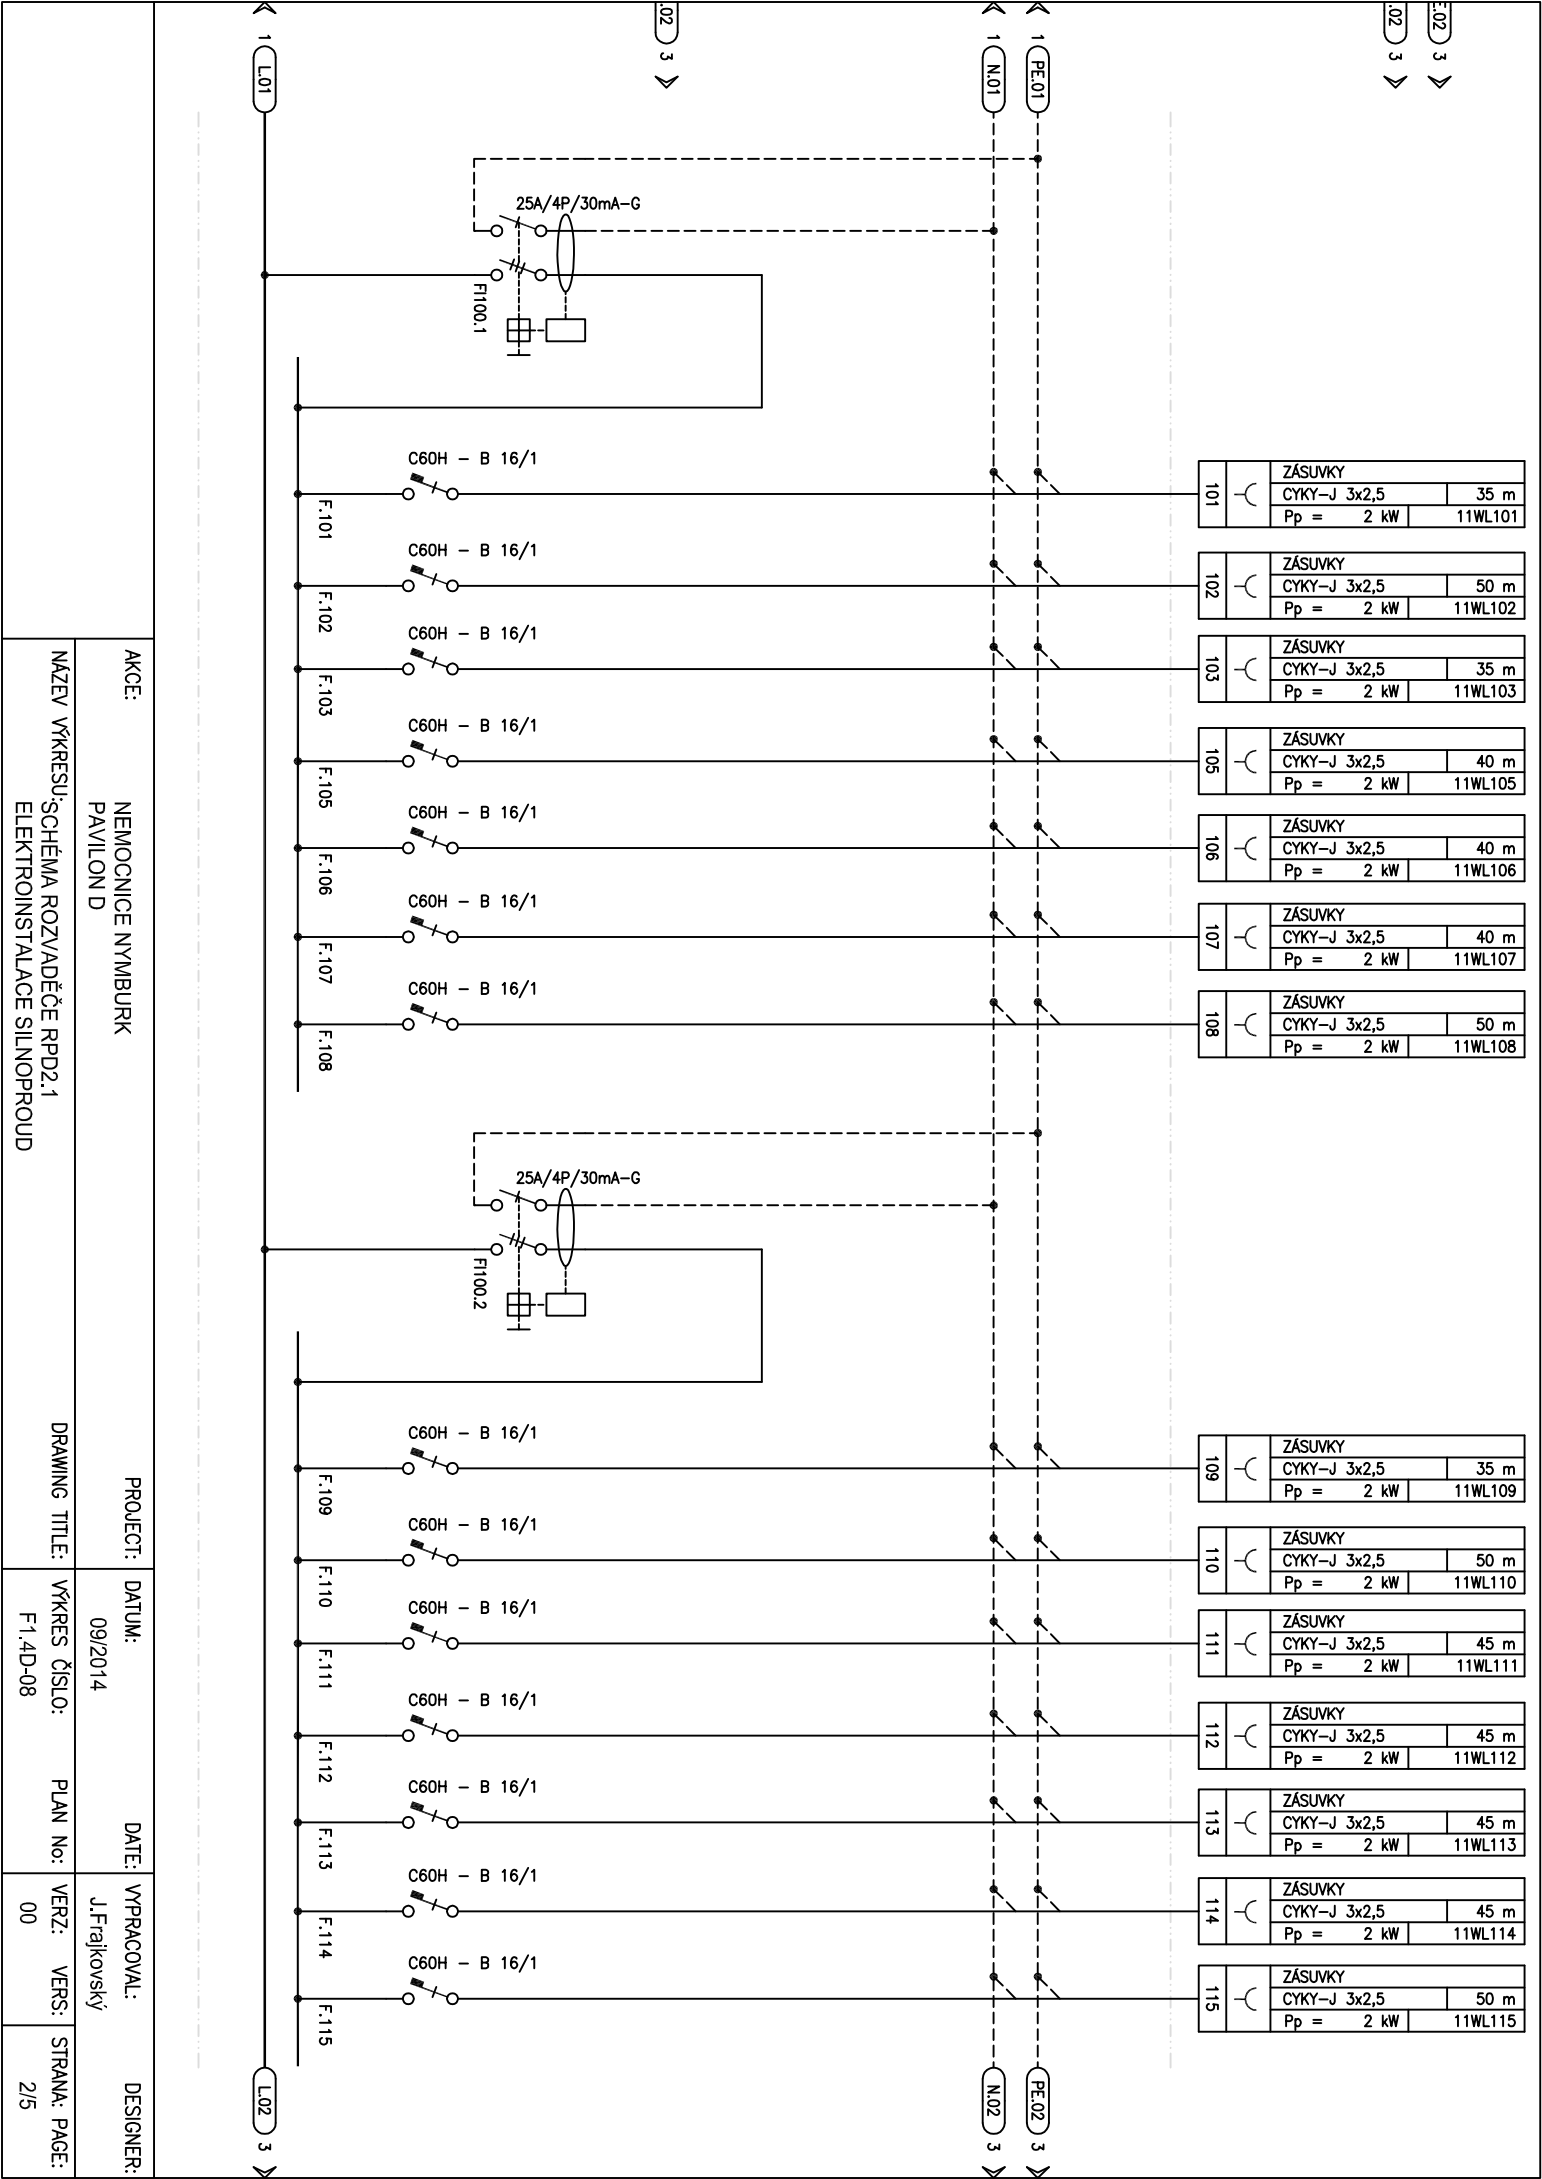 .02 3
.02 3
E.02 3
1 L.01
1 N.01
1 PE.01
25A/4P/30mA-G
FI100.1
C60H - B 16/1
F.101
101
ZÁSUVKY
CYKY-J 3x2,5 35 m
Pp = 2 kW 11WL101
C60H - B 16/1
F.102
102
ZÁSUVKY
CYKY-J 3x2,5 50 m
Pp = 2 kW 11WL102
C60H - B 16/1
F.103
103
ZÁSUVKY
CYKY-J 3x2,5 35 m
Pp = 2 kW 11WL103
C60H - B 16/1
F.105
105
ZÁSUVKY
CYKY-J 3x2,5 40 m
Pp = 2 kW 11WL105
C60H - B 16/1
F.106
106
ZÁSUVKY
CYKY-J 3x2,5 40 m
Pp = 2 kW 11WL106
C60H - B 16/1
F.107
107
ZÁSUVKY
CYKY-J 3x2,5 40 m
Pp = 2 kW 11WL107
C60H - B 16/1
F.108
108
ZÁSUVKY
CYKY-J 3x2,5 50 m
Pp = 2 kW 11WL108
25A/4P/30mA-G
FI100.2
C60H - B 16/1
F.109
109
ZÁSUVKY
CYKY-J 3x2,5 35 m
Pp = 2 kW 11WL109
C60H - B 16/1
F.110
110
ZÁSUVKY
CYKY-J 3x2,5 50 m
Pp = 2 kW 11WL110
C60H - B 16/1
F.111
111
ZÁSUVKY
CYKY-J 3x2,5 45 m
Pp = 2 kW 11WL111
C60H - B 16/1
F.112
112
ZÁSUVKY
CYKY-J 3x2,5 45 m
Pp = 2 kW 11WL112
C60H - B 16/1
F.113
113
ZÁSUVKY
CYKY-J 3x2,5 45 m
Pp = 2 kW 11WL113
C60H - B 16/1
F.114
114
ZÁSUVKY
CYKY-J 3x2,5 45 m
Pp = 2 kW 11WL114
C60H - B 16/1
F.115
115
ZÁSUVKY
CYKY-J 3x2,5 50 m
Pp = 2 kW 11WL115
L.02 3
N.02 3
PE.02 3
AKCE: PROJECT:
NEMOCNICE NYMBURK
PAVILON D
DATUM: DATE:
09/2014
VYPRACOVAL: DESIGNER:
J.Frajkovský
NÁZEV VÝKRESU: DRAWING TITLE:
SCHÉMA ROZVADĚČE RPD2.1
ELEKTROINSTALACE SILNOPROUD
VÝKRES ČÍSLO: PLAN No:
F1.4D-08
VERZ: VERS:
00
STRANA: PAGE:
2/5